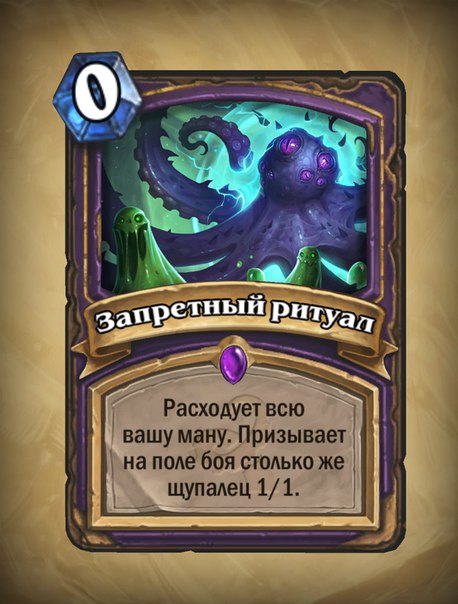 0
Запретный ритуал
Расходует всю
вашу ману. Призывает
на поле боя столько же
щупалец 1/1.